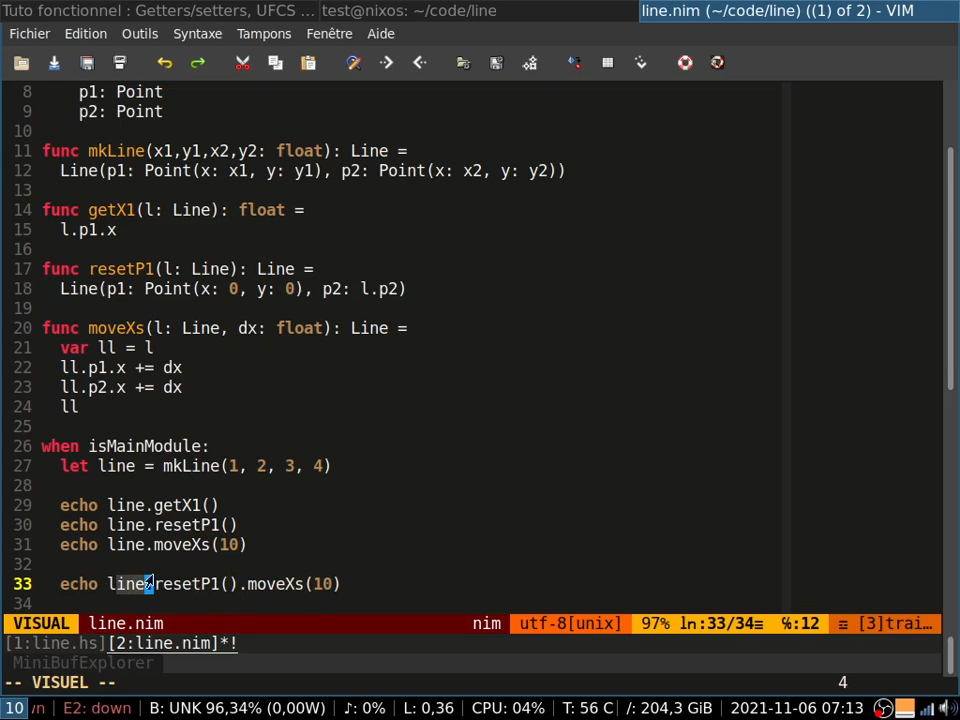 Tuto fonctionnel : Getters/setters, UFCS ... test@nixos: ~/code/line line.nim (~/code/line) ((1) of 2) - VIM
Fichier Edition Outils Syntaxe Tampons Fenêtre Aide
8 p1: Point
9 p2: Point
10
11 func mkLine(x1,y1,x2,y2: float): Line =
12 Line(p1: Point(x: x1, y: y1), p2: Point(x: x2, y: y2))
13
14 func getX1(l: Line): float =
15 l.p1.x
16
17 func resetP1(l: Line): Line =
18 Line(p1: Point(x: 0, y: 0), p2: l.p2)
19
20 func moveXs(l: Line, dx: float): Line =
21 var ll = l
22 ll.p1.x += dx
23 ll.p2.x += dx
24 ll
25
26 when isMainModule:
27 let line = mkLine(1, 2, 3, 4)
28
29 echo line.getX1()
30 echo line.resetP1()
31 echo line.moveXs(10)
32
33 echo line.resetP1().moveXs(10)
34
VISUAL line.nim nim utf-8[unix] 97% ln:33/34≡ ℅:12 ☲ [3]trai…
[1:line.hs][2:line.nim]*!
MiniBufExplorer
-- VISUEL -- 4
10 wn E2: down B: UNK 96,34% (0,00W) ♪: 0% L: 0,36 CPU: 04% T: 56 C /: 204,3 GiB 2021-11-06 07:13